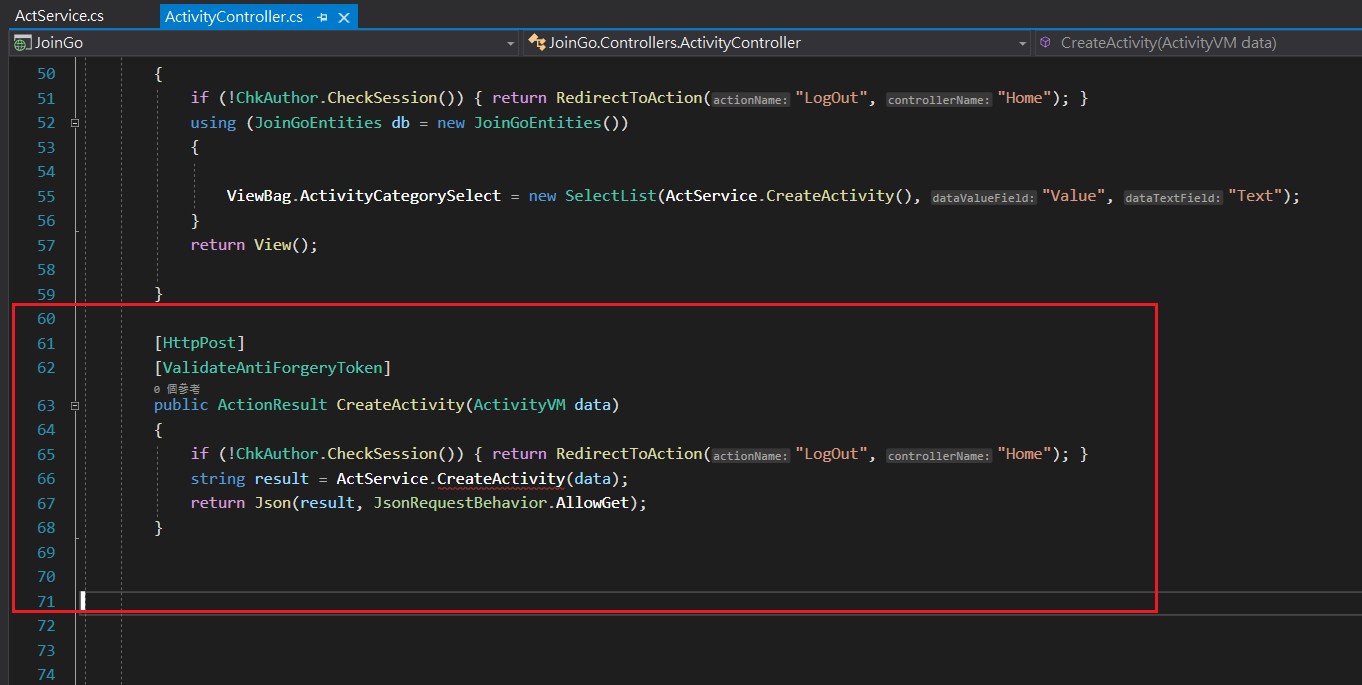 ActService.cs
ActivityController.cs
JoinGo
JoinGo.Controllers.ActivityController
CreateActivity(ActivityVM data)
50 {
51 if (!ChkAuthor.CheckSession()) { return RedirectToAction(actionName: "LogOut", controllerName: "Home"); }
52 using (JoinGoEntities db = new JoinGoEntities())
53 {
54
55 ViewBag.ActivityCategorySelect = new SelectList(ActService.CreateActivity(), dataValueField: "Value", dataTextField: "Text");
56 }
57 return View();
58
59 }
60
61 [HttpPost]
62 [ValidateAntiForgeryToken]
0 個參考
63 public ActionResult CreateActivity(ActivityVM data)
64 {
65 if (!ChkAuthor.CheckSession()) { return RedirectToAction(actionName: "LogOut", controllerName: "Home"); }
66 string result = ActService.CreateActivity(data);
67 return Json(result, JsonRequestBehavior.AllowGet);
68 }
69
70
71
72
73
74